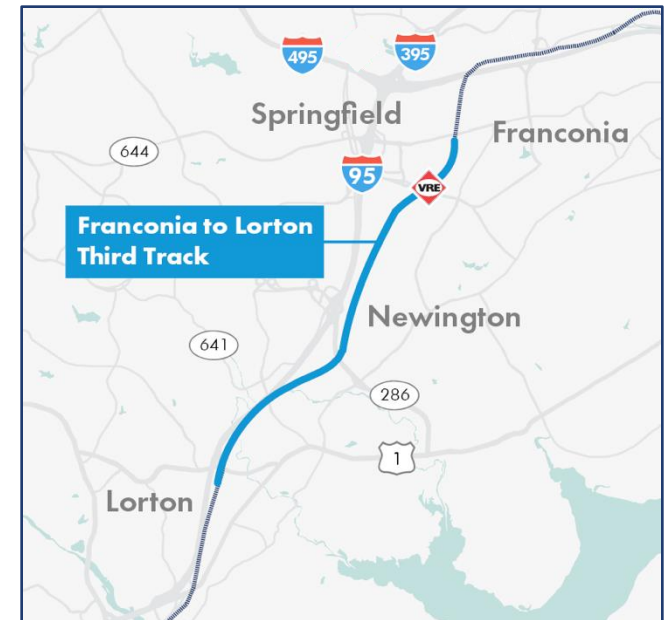 495
395
Springfield
Franconia
644
95
VRE
Franconia to Lorton
Third Track
Newington
641
286
1
Lorton